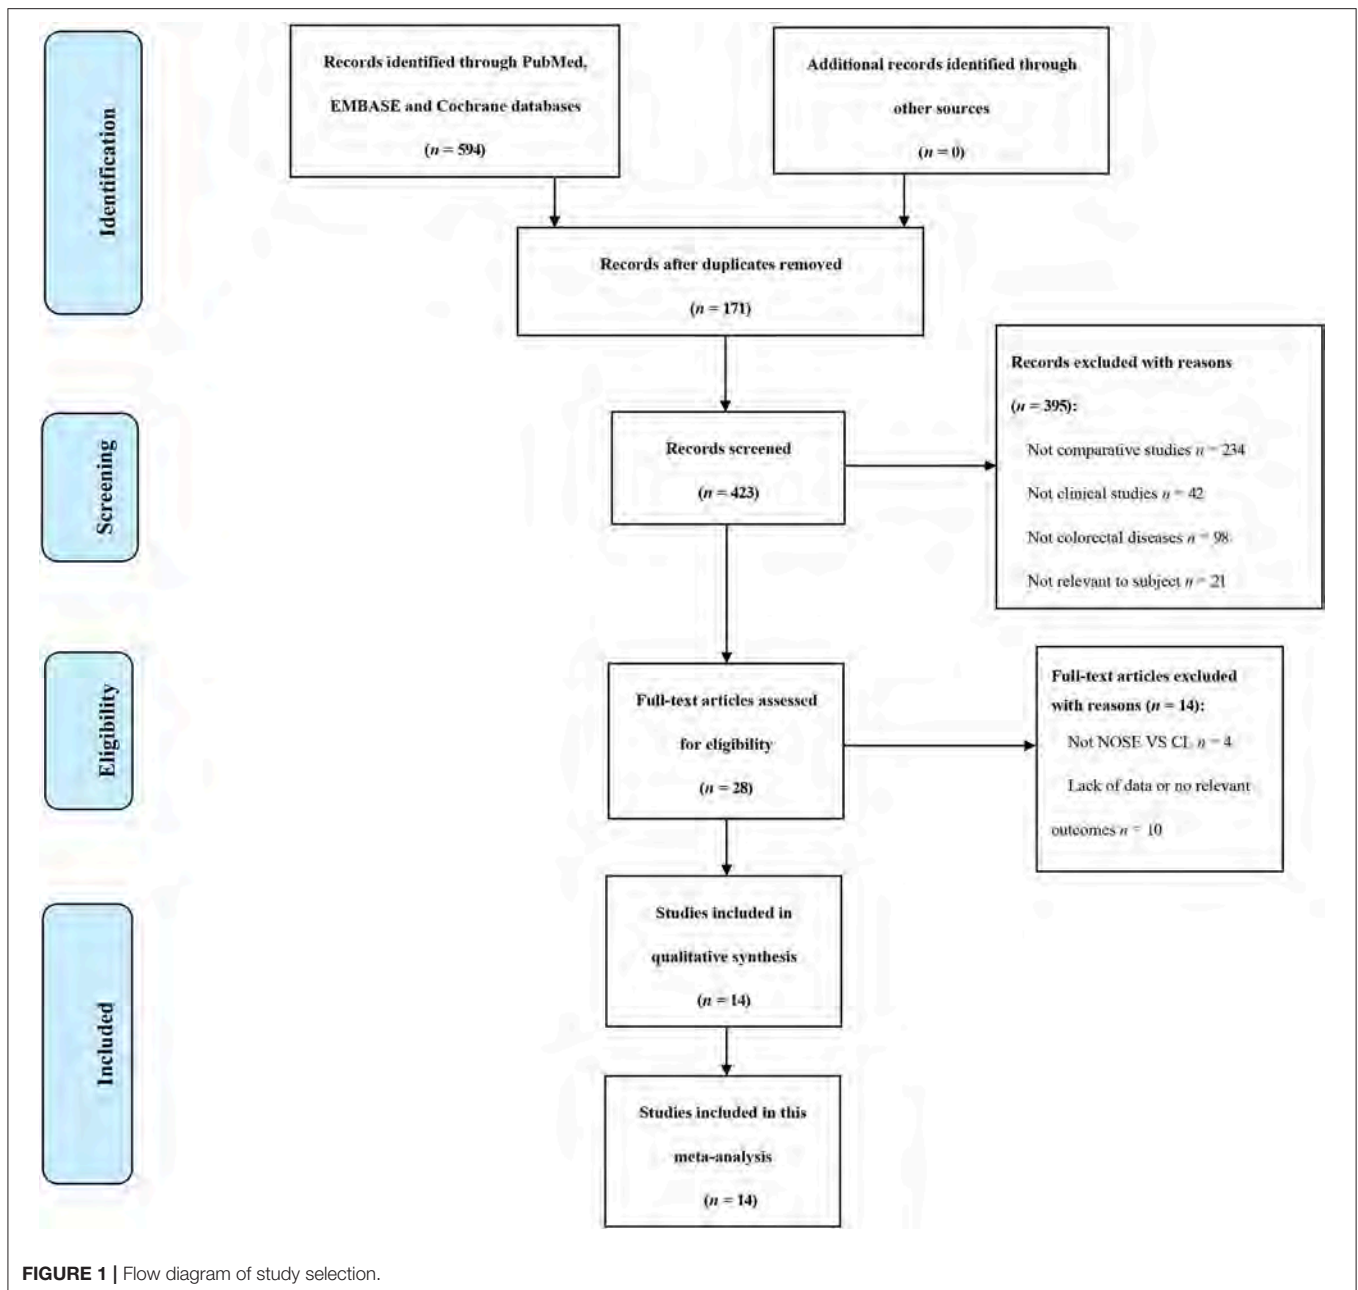 Identification
Records identified through PubMed,
EMBASE and Cochrane databases
(n = 594)
Additional records identified through
other sources
(n = 0)
Records after duplicates removed
(n = 171)
Screening
Records screened
(n = 423)
Records excluded with reasons
(n = 395):
Not comparative studies n = 234
Not clinical studies n = 42
Not colorectal diseases n = 98
Not relevant to subject n = 21
Eligibility
Full-text articles assessed
for eligibility
(n = 28)
Full-text articles excluded
with reasons (n = 14):
Not NOSE VS CL n = 4
Lack of data or no relevant
outcomes n = 10
Included
Studies included in
qualitative synthesis
(n = 14)
Studies included in this
meta-analysis
(n = 14)
FIGURE 1 | Flow diagram of study selection.